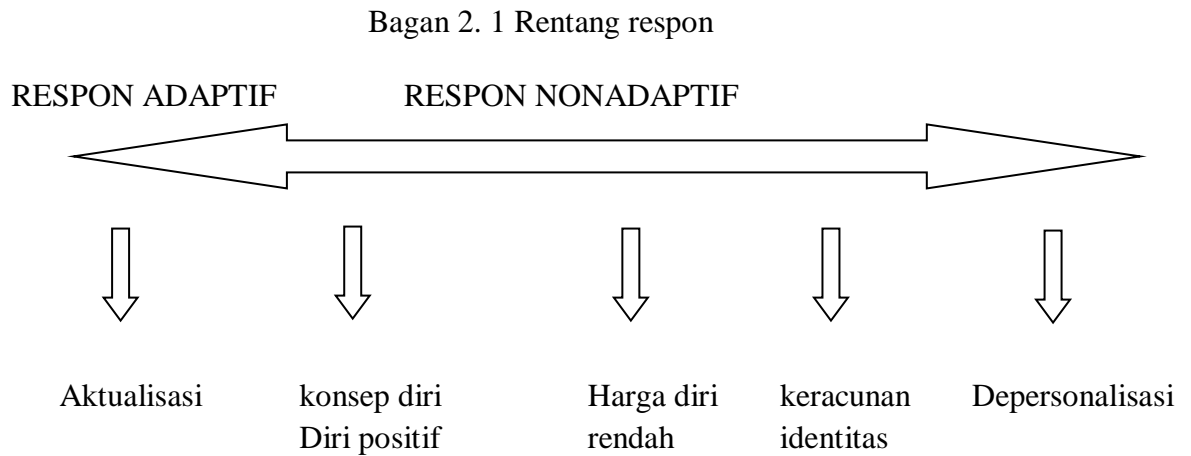 Bagan 2. 1 Rentang respon
RESPON ADAPTIF RESPON NONADAPTIF
Aktualisasi konsep diri Harga diri keracunan Depersonalisasi
Diri positif rendah identitas